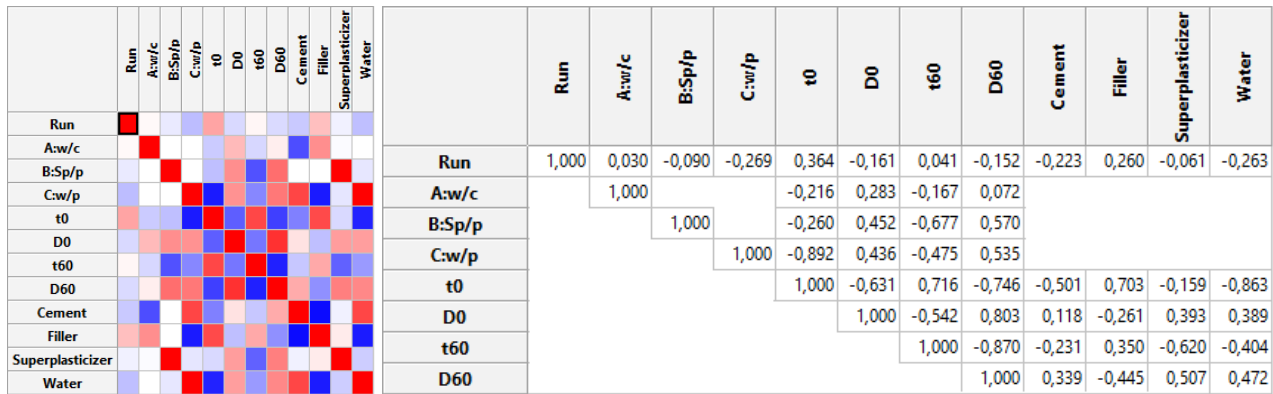 Run A:w/c B:Sp/p C:w/p t0 D0 t60 D60 Cement Filler Superplasticizer Water
Run
A:w/c
B:Sp/p
C:w/p
t0
D0
t60
D60
Cement
Filler
Superplasticizer
Water
Run A:w/c B:Sp/p C:w/p t0 D0 t60 D60 Cement Filler Superplasticizer Water
Run 1,000 0,030 -0,090 -0,269 0,364 -0,161 0,041 -0,152 -0,223 0,260 -0,061 -0,263
A:w/c 1,000 -0,216 0,283 -0,167 0,072
B:Sp/p 1,000 -0,260 0,452 -0,677 0,570
C:w/p 1,000 -0,892 0,436 -0,475 0,535
t0 1,000 -0,631 0,716 -0,746 -0,501 0,703 -0,159 -0,863
D0 1,000 -0,542 0,803 0,118 -0,261 0,393 0,389
t60 1,000 -0,870 -0,231 0,350 -0,620 -0,404
D60 1,000 0,339 -0,445 0,507 0,472